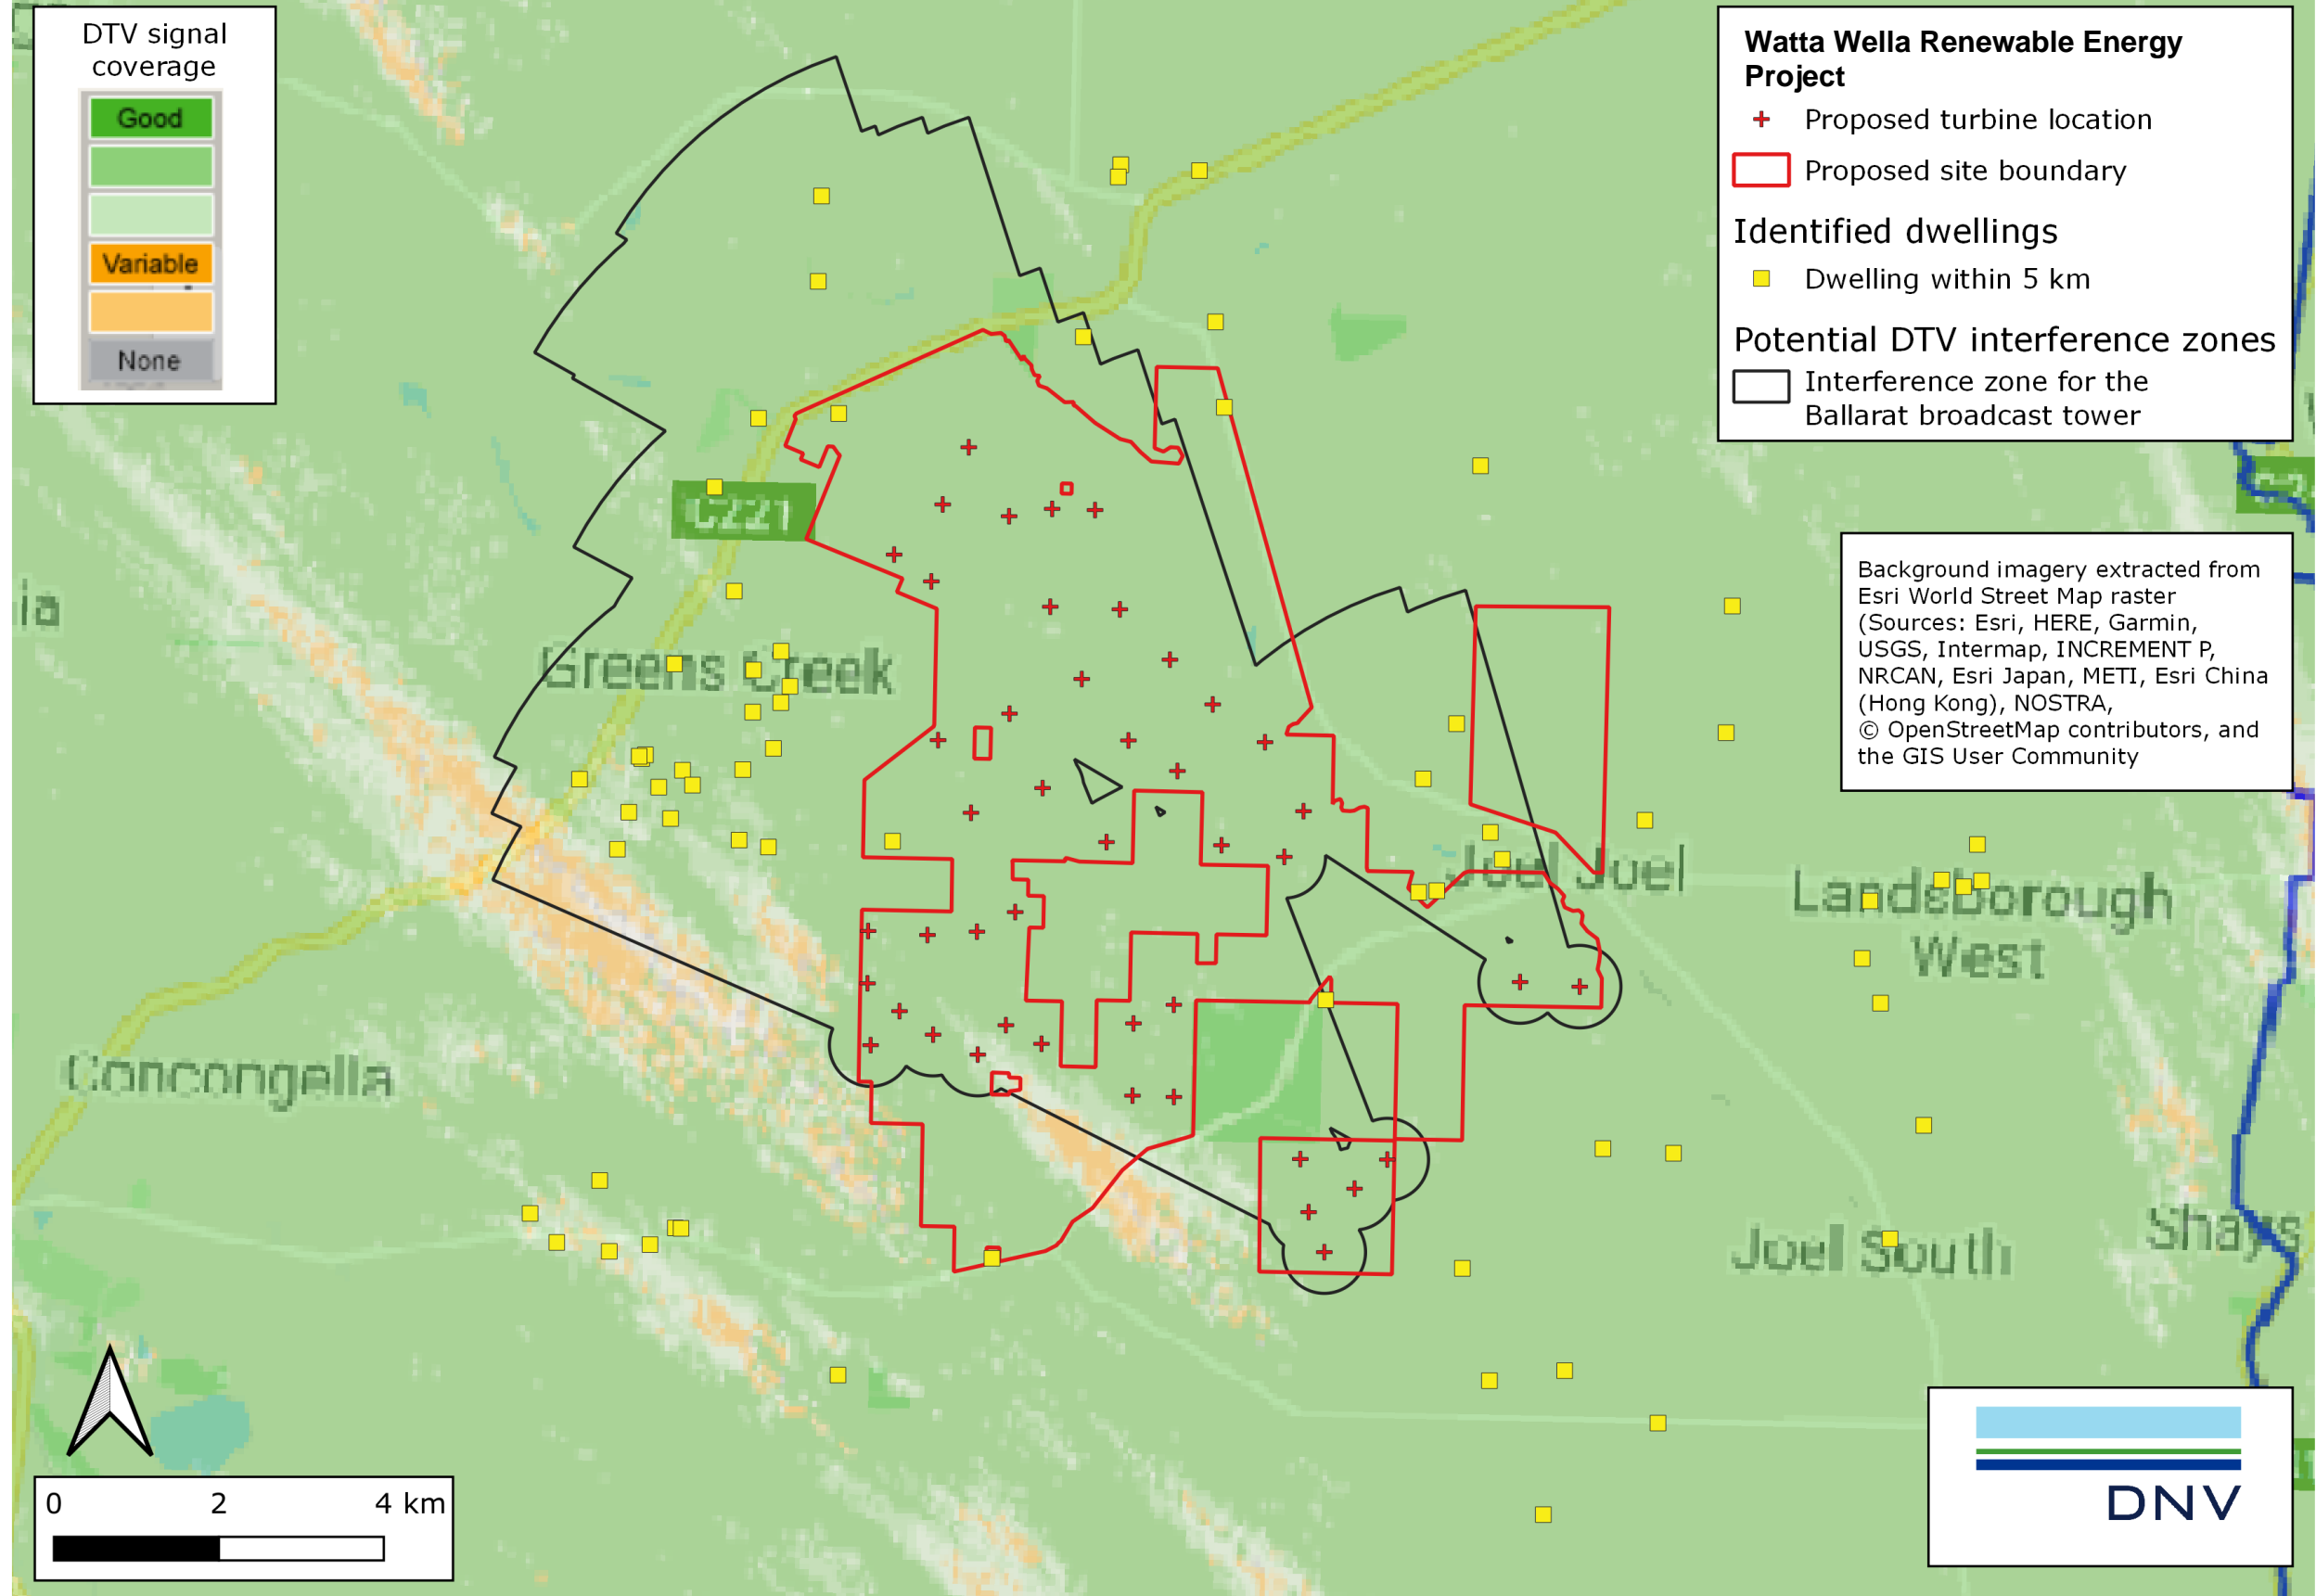 DTV signal
coverage
Good
Variable
None
Watta Wella Renewable Energy
Project
Proposed turbine location
Proposed site boundary
Identified dwellings
Dwelling within 5 km
Potential DTV interference zones
Interference zone for the
Ballarat broadcast tower
Background imagery extracted from
Esri World Street Map raster
(Sources: Esri, HERE, Garmin,
USGS, Intermap, INCREMENT P,
NRCAN, Esri Japan, METI, Esri China
(Hong Kong), NOSTRA,
© OpenStreetMap contributors, and
the GIS User Community
C221
Greens Creek
Joel Joel
Landsborough
West
Concongella
Joel South
Shays
0 2 4 km
DNV